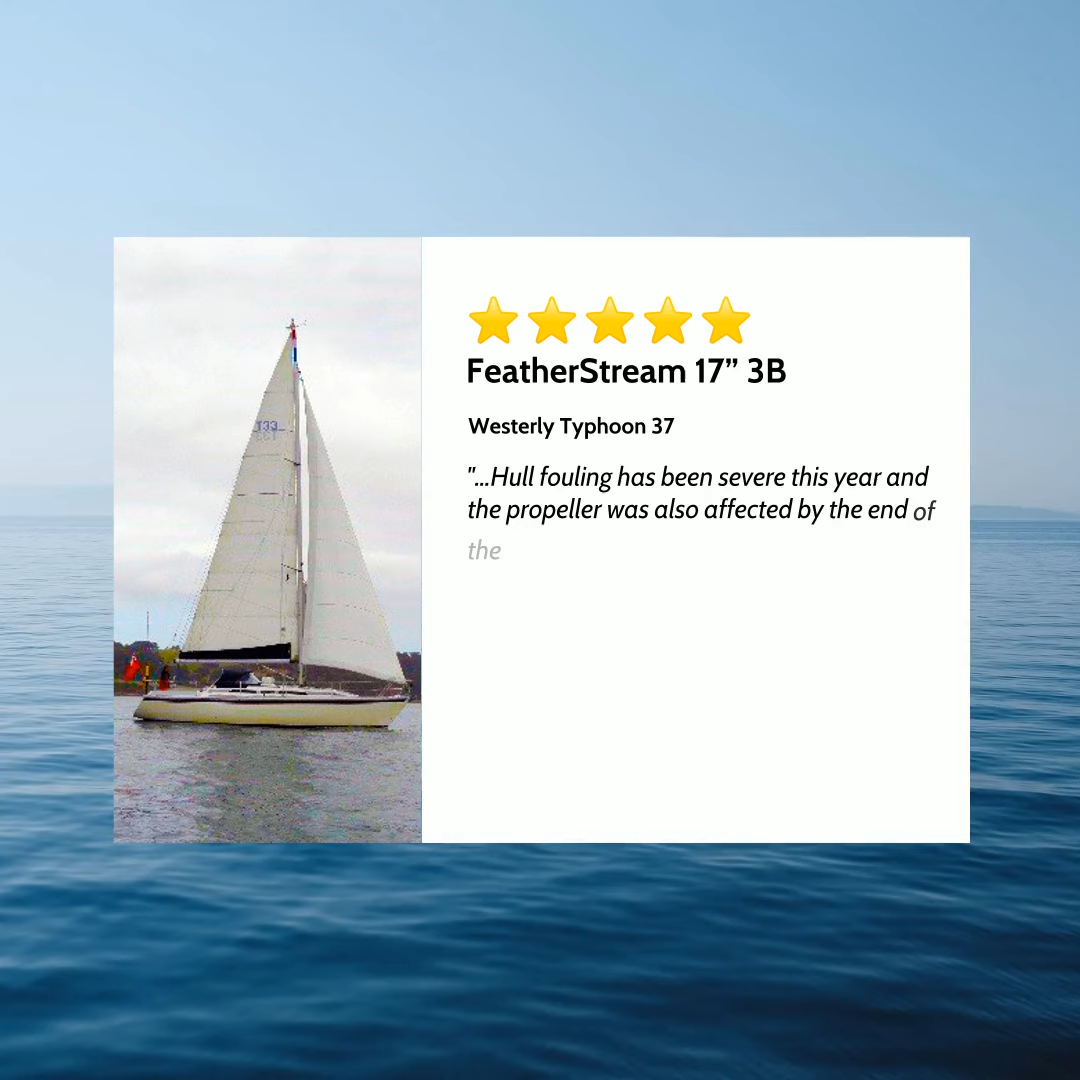 FeatherStream 17” 3B
Westerly Typhoon 37
"...Hull fouling has been severe this year and
the propeller was also affected by the end of
the
T33